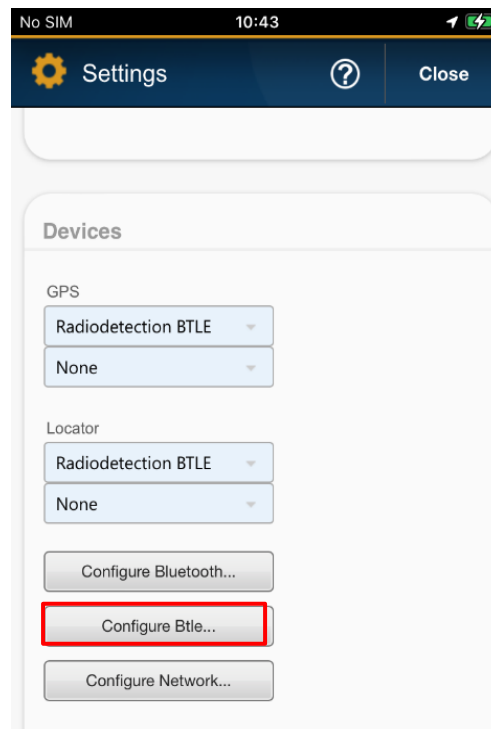 No SIM 10:43
Settings ? Close
Devices
GPS
Radiodetection BTLE
None
Locator
Radiodetection BTLE
None
Configure Bluetooth...
Configure Btle...
Configure Network...